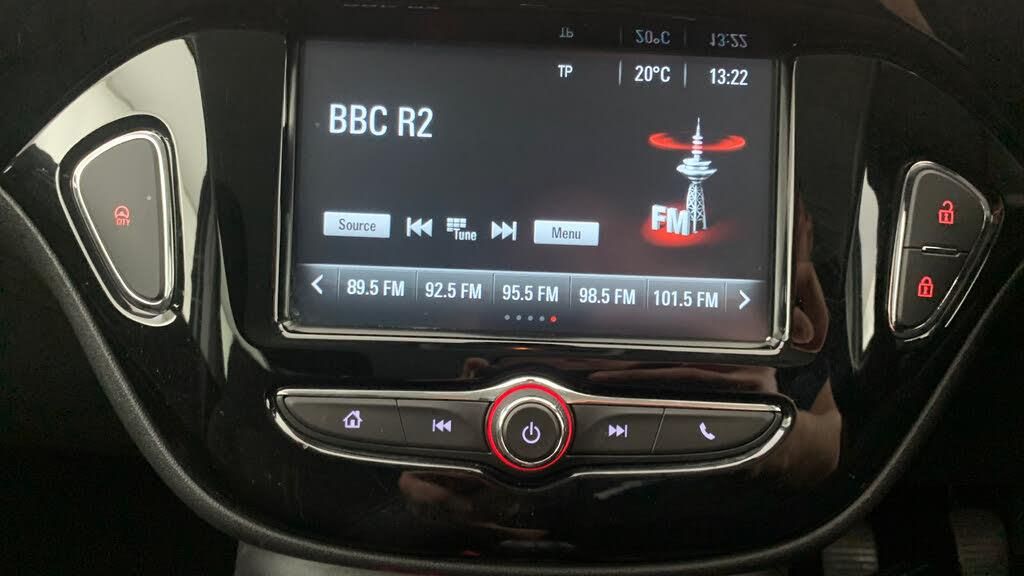 TP 20°C 13:22
BBC R2
FM
Source Tune Menu
89.5 FM 92.5 FM 95.5 FM 98.5 FM 101.5 FM
CITY